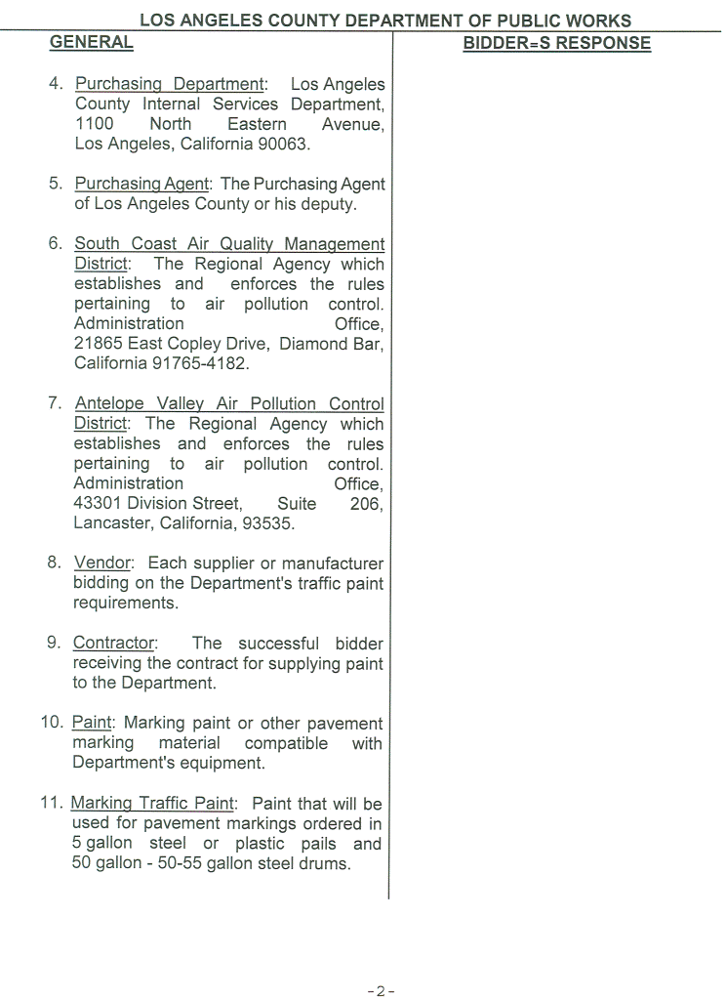 LOS ANGELES COUNTY DEPARTMENT OF PUBLIC WORKS
GENERAL
BIDDER=S RESPONSE
4. Purchasing Department: Los Angeles
County Internal Services Department,
1100 North Eastern Avenue,
Los Angeles, California 90063.
5. Purchasing Agent: The Purchasing Agent
of Los Angeles County or his deputy.
6. South Coast Air Quality Management
District: The Regional Agency which
establishes and enforces the rules
pertaining to air pollution control.
Administration Office,
21865 East Copley Drive, Diamond Bar,
California 91765-4182.
7. Antelope Valley Air Pollution Control
District: The Regional Agency which
establishes and enforces the rules
pertaining to air pollution control.
Administration Office,
43301 Division Street, Suite 206,
Lancaster, California, 93535.
8. Vendor: Each supplier or manufacturer
bidding on the Department's traffic paint
requirements.
9. Contractor: The successful bidder
receiving the contract for supplying paint
to the Department.
10. Paint: Marking paint or other pavement
marking material compatible with
Department's equipment.
11. Marking Traffic Paint: Paint that will be
used for pavement markings ordered in
5 gallon steel or plastic pails and
50 gallon - 50-55 gallon steel drums.
-2-